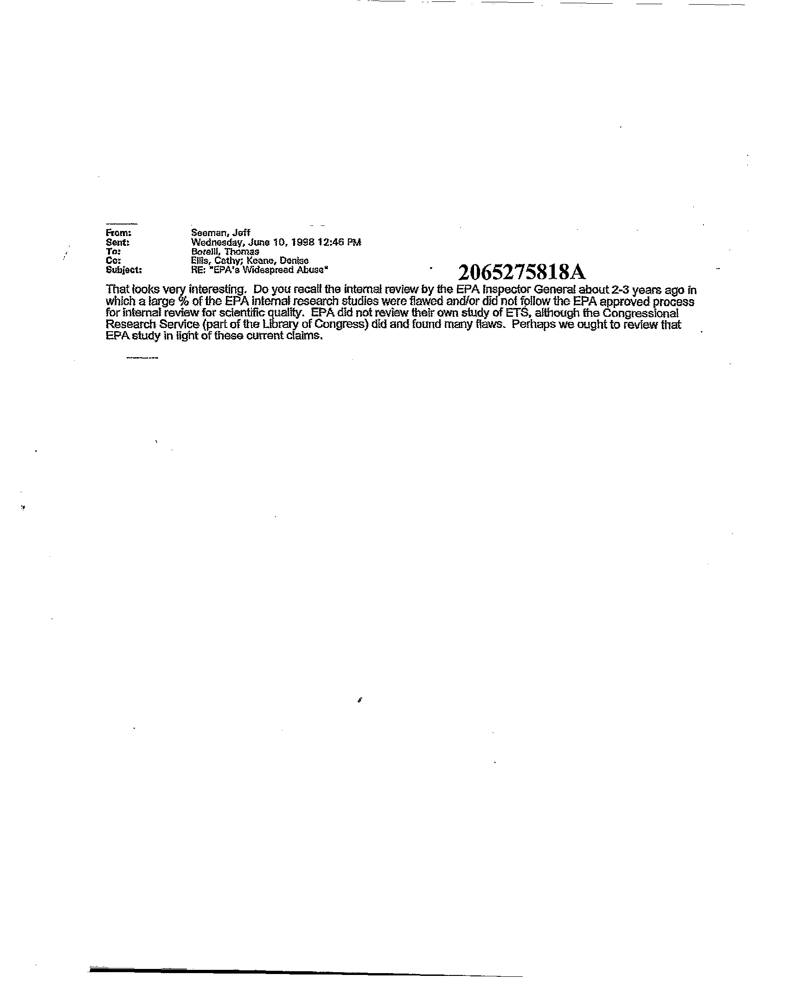 From: Seeman, Jeff
Sent: Wednesday, June 10, 1998 12:46 PM
To: Borelli, Thomas
Cc: Ellis, Cathy; Keane, Denise
Subject: RE: "EPA's Widespread Abuse"
2065275818A
That looks very interesting. Do you recall the internal review by the EPA Inspector General about 2-3 years ago in
which a large % of the EPA internal research studies were flawed and/or did not follow the EPA approved process
for internal review for scientific quality. EPA did not review their own study of ETS, although the Congressional
Research Service (part of the Library of Congress) did and found many flaws. Perhaps we ought to review that
EPA study in light of these current claims.